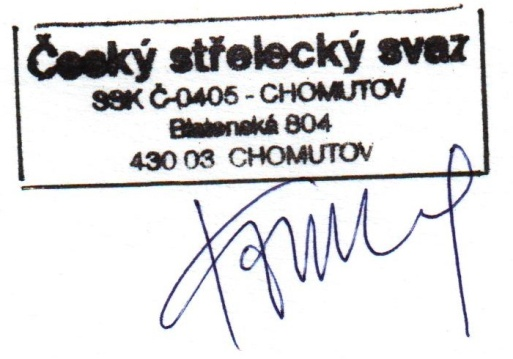 Český střelecký svaz
SSK Č-0405 - CHOMUTOV
Blatenská 804
430 03 CHOMUTOV